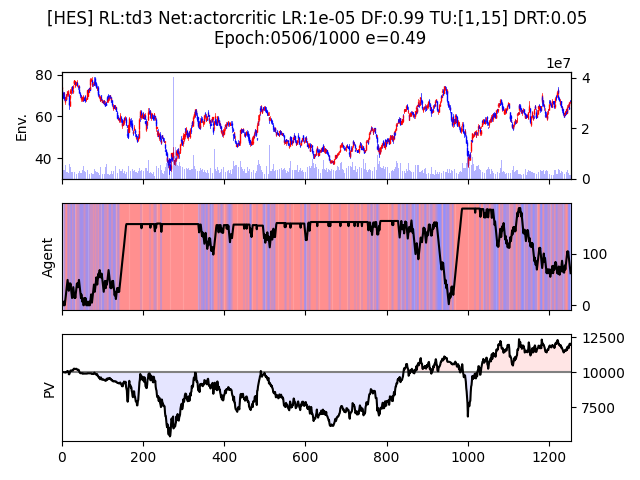 [HES] RL:td3 Net:actorcritic LR:1e-05 DF:0.99 TU:[1,15] DRT:0.05
Epoch:0506/1000 e=0.49
1e7
80
60
40
Env.
4
2
0
Agent
100
0
PV
12500
10000
7500
0 200 400 600 800 1000 1200